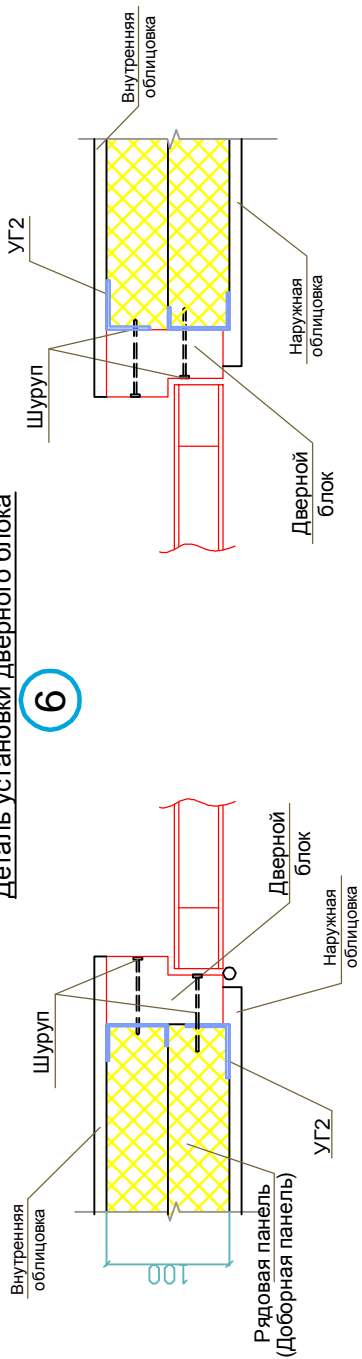 Деталь установки дверного блока
6
Внутренняя
облицовка
Шуруп
100
Рядовая панель
(Доборная панель)
УГ2
Дверной
блок
Наружная
облицовка
Шуруп
УГ2
Внутренняя
облицовка
Дверной
блок
Наружная
облицовка